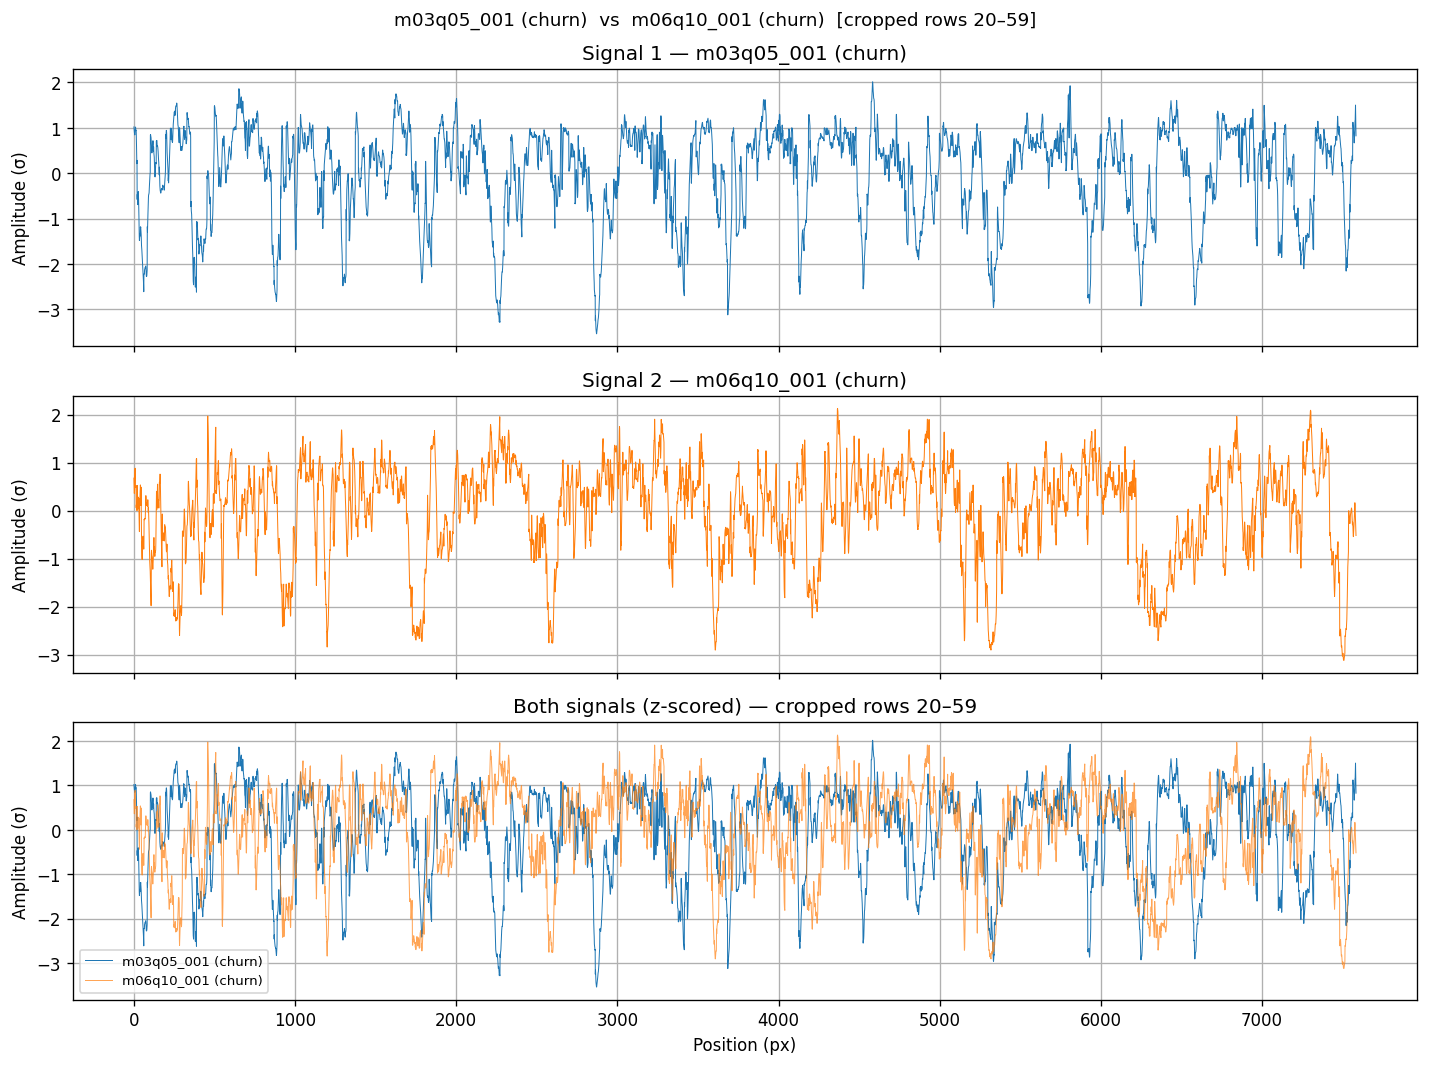 m03q05_001 (churn)  vs  m06q10_001 (churn)  [cropped rows 20–59]
Signal 1 — m03q05_001 (churn)
Amplitude (σ)
2
1
0
−1
−2
−3
Signal 2 — m06q10_001 (churn)
Amplitude (σ)
2
1
0
−1
−2
−3
Both signals (z-scored) — cropped rows 20–59
Amplitude (σ)
2
1
0
−1
−2
−3
m03q05_001 (churn)
m06q10_001 (churn)
0 1000 2000 3000 4000 5000 6000 7000
Position (px)